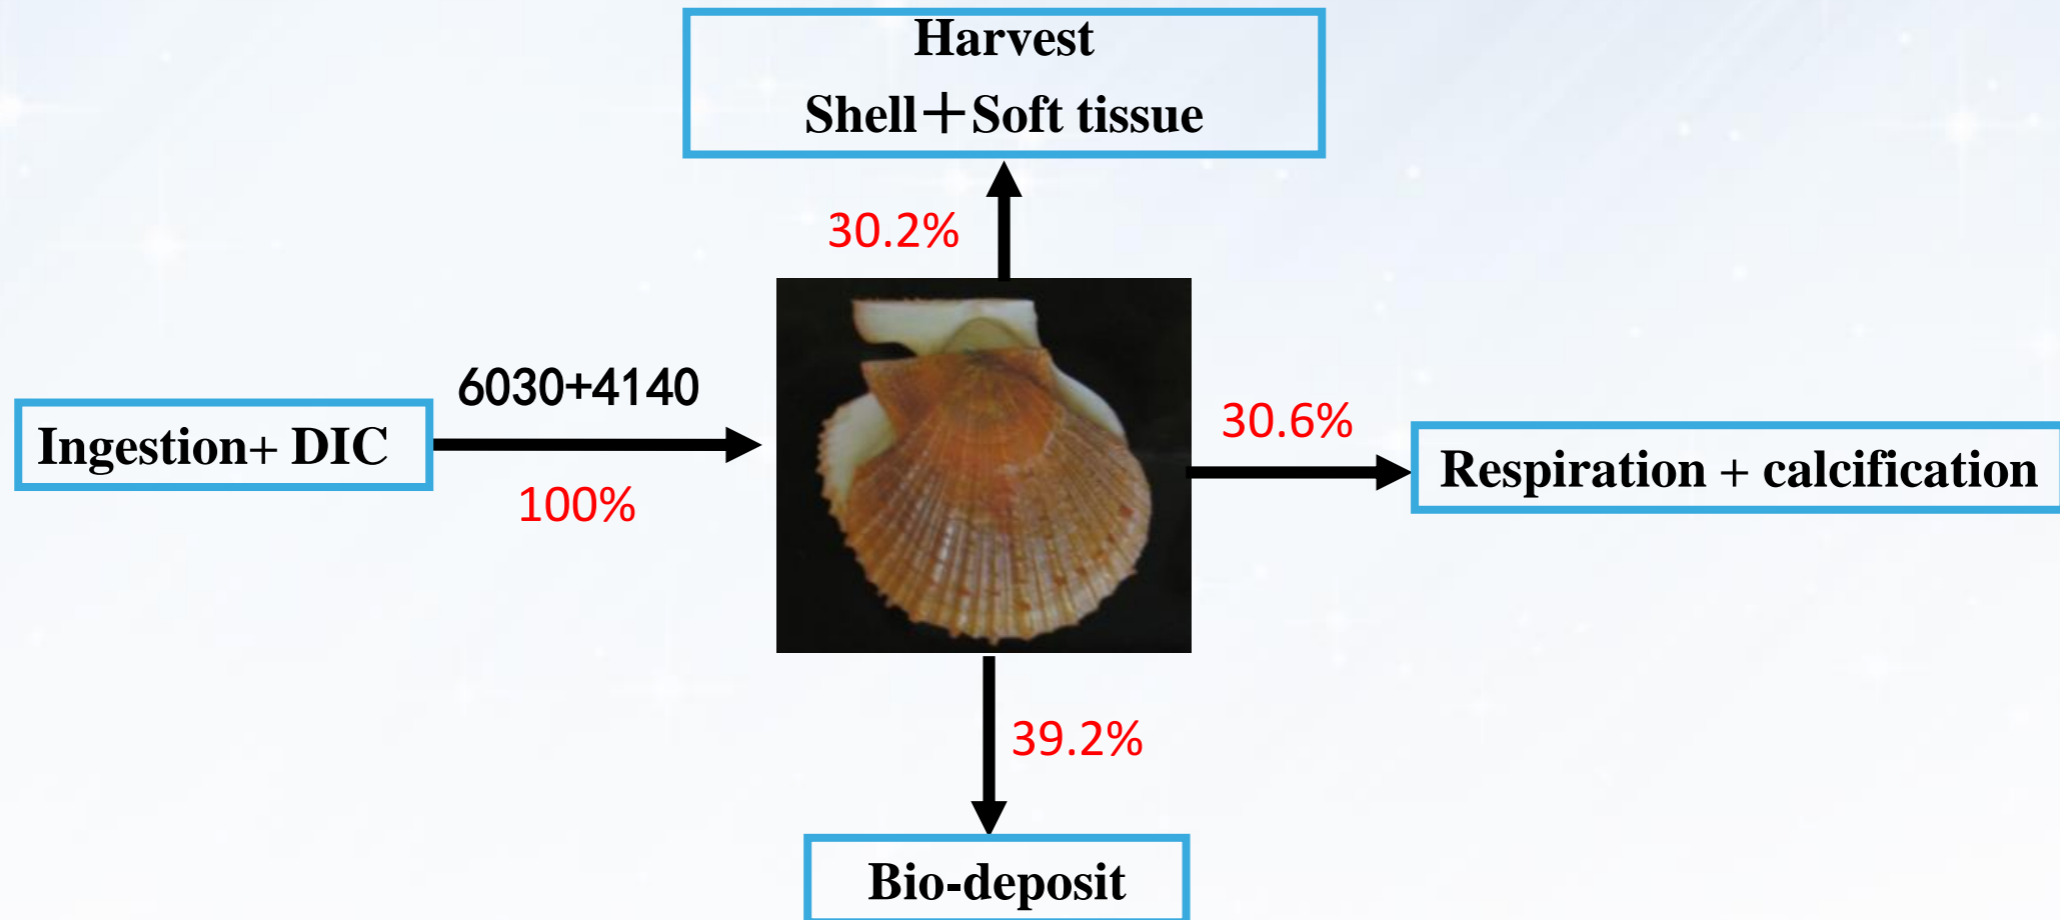 Harvest
Shell+Soft tissue
30.2%
6030+4140
Ingestion+ DIC
100%
30.6%
Respiration + calcification
39.2%
Bio-deposit